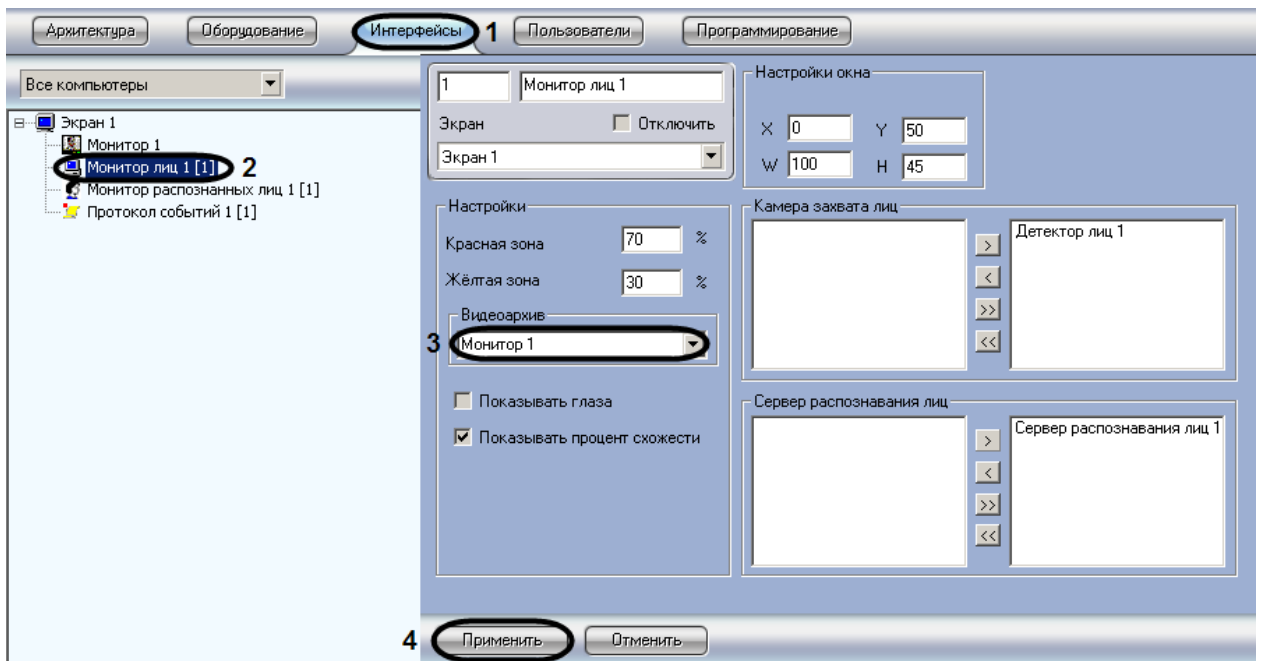 Архитектура Оборудование Интерфейсы 1 Пользователи Программирование
Все компьютеры
Экран 1
Монитор 1
Монитор лиц 1 [1] 2
Монитор распознанных лиц 1 [1]
Протокол событий 1 [1]
1 Монитор лиц 1
Экран Отключить
Экран 1
Настройки окна
X 0 Y 50
W 100 H 45
Настройки
Красная зона 70 %
Жёлтая зона 30 %
Видеоархив
3 Монитор 1
Показывать глаза
Показывать процент схожести
Камера захвата лиц
Детектор лиц 1
>
<
>>
<<
Сервер распознавания лиц
Сервер распознавания лиц 1
>
<
>>
<<
4 Применить Отменить